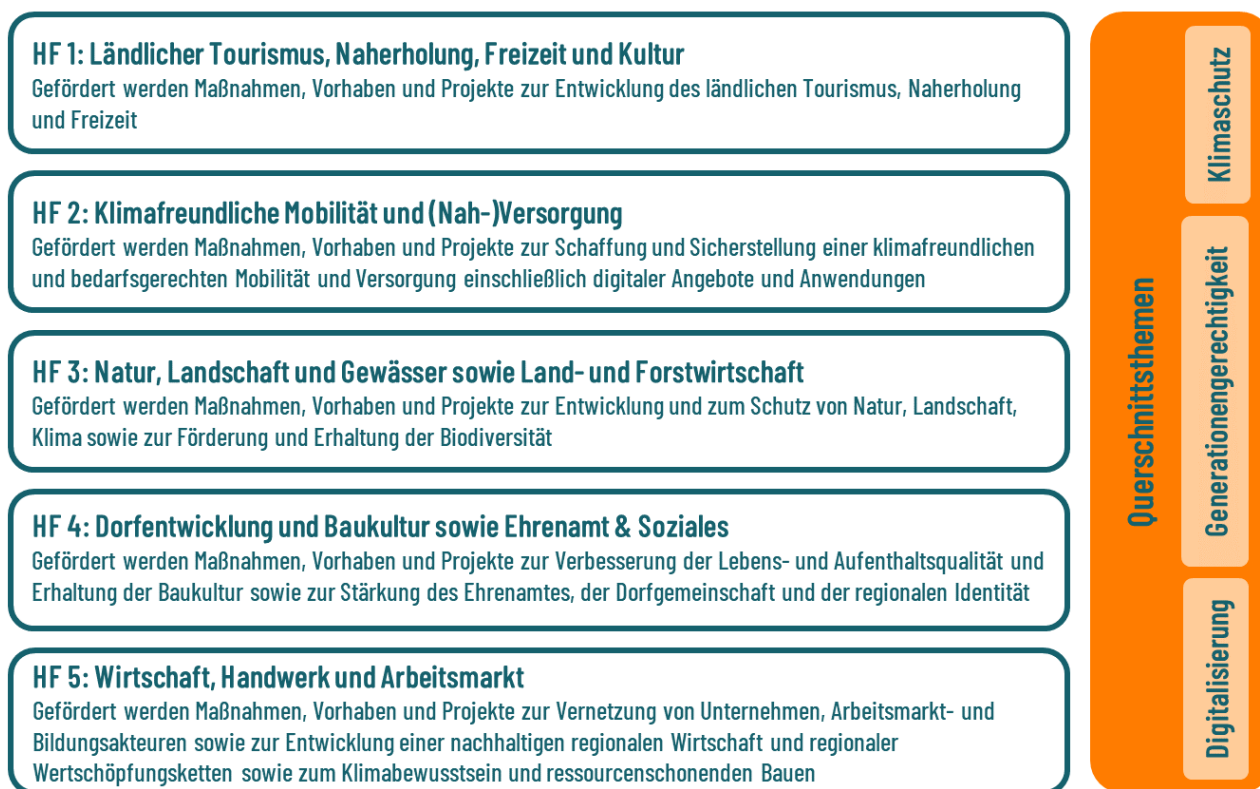 HF 1: Ländlicher Tourismus, Naherholung, Freizeit und Kultur
Gefördert werden Maßnahmen, Vorhaben und Projekte zur Entwicklung des ländlichen Tourismus, Naherholung
und Freizeit
HF 2: Klimafreundliche Mobilität und (Nah-)Versorgung
Gefördert werden Maßnahmen, Vorhaben und Projekte zur Schaffung und Sicherstellung einer klimafreundlichen
und bedarfsgerechten Mobilität und Versorgung einschließlich digitaler Angebote und Anwendungen
HF 3: Natur, Landschaft und Gewässer sowie Land- und Forstwirtschaft
Gefördert werden Maßnahmen, Vorhaben und Projekte zur Entwicklung und zum Schutz von Natur, Landschaft,
Klima sowie zur Förderung und Erhaltung der Biodiversität
HF 4: Dorfentwicklung und Baukultur sowie Ehrenamt & Soziales
Gefördert werden Maßnahmen, Vorhaben und Projekte zur Verbesserung der Lebens- und Aufenthaltsqualität und
Erhaltung der Baukultur sowie zur Stärkung des Ehrenamtes, der Dorfgemeinschaft und der regionalen Identität
HF 5: Wirtschaft, Handwerk und Arbeitsmarkt
Gefördert werden Maßnahmen, Vorhaben und Projekte zur Vernetzung von Unternehmen, Arbeitsmarkt- und
Bildungsakteuren sowie zur Entwicklung einer nachhaltigen regionalen Wirtschaft und regionaler
Wertschöpfungsketten sowie zum Klimabewusstsein und ressourcenschonenden Bauen
Querschnittsthemen
Klimaschutz
Generationengerechtigkeit
Digitalisierung